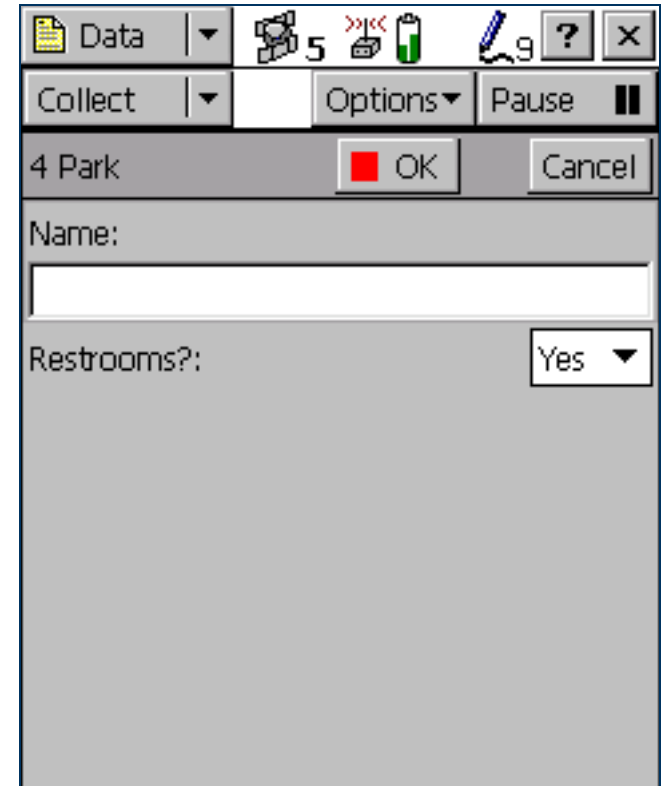 Data 5 9 ?
Collect Options Pause
4 Park OK Cancel
Name:
Restrooms?: Yes